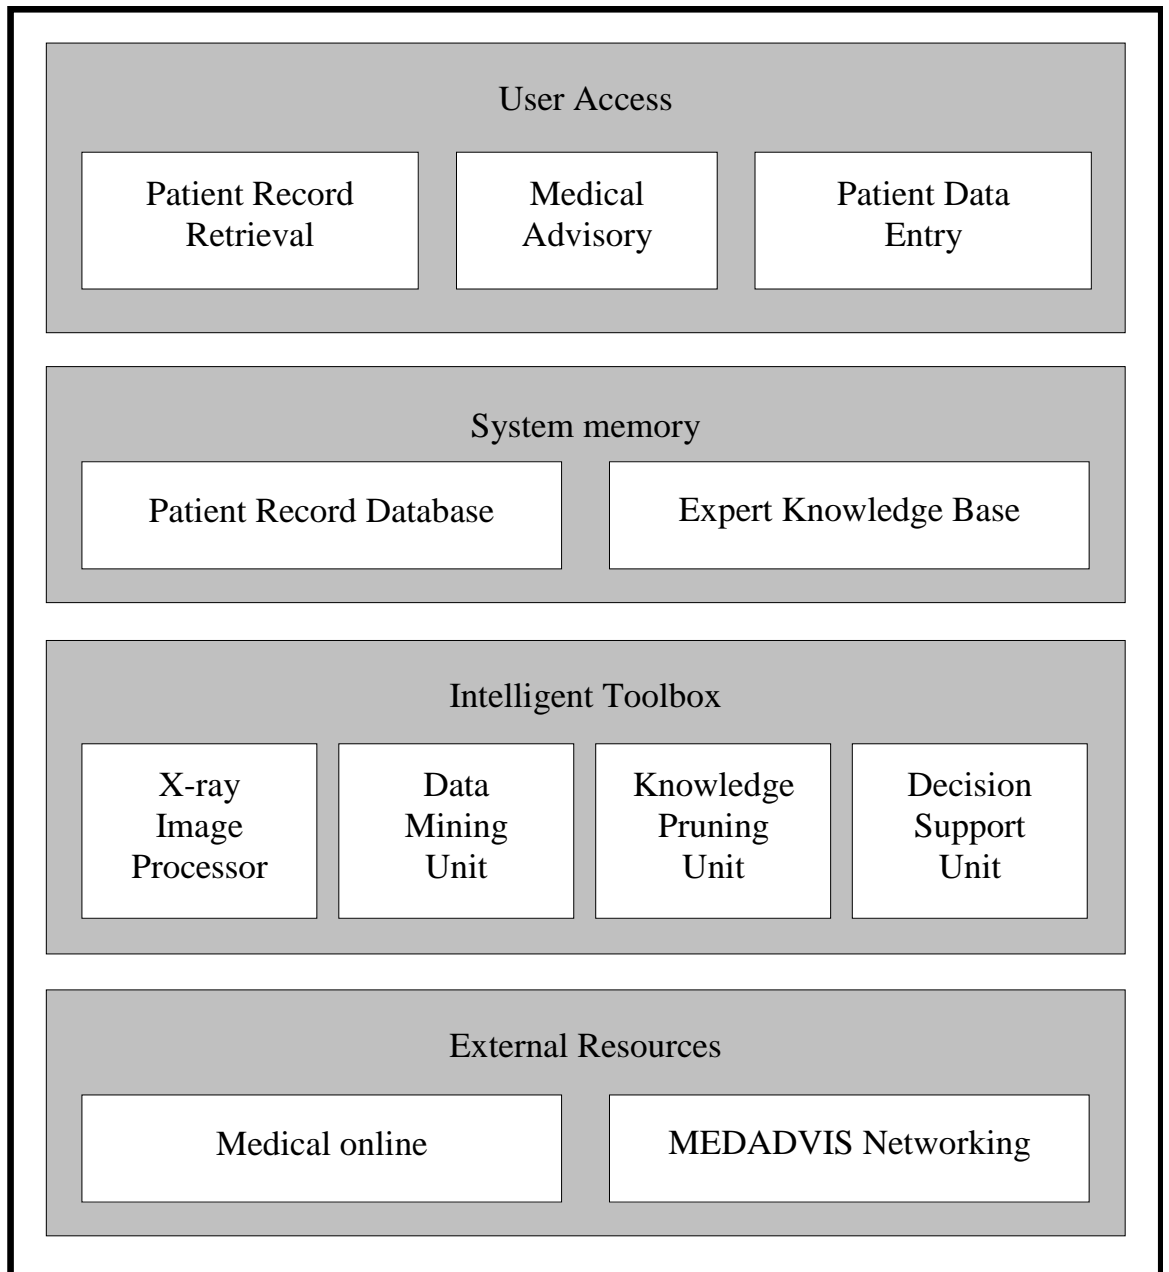 User Access
Patient Record
Retrieval
Medical
Advisory
Patient Data
Entry
System memory
Patient Record Database
Expert Knowledge Base
Intelligent Toolbox
X-ray
Image
Processor
Data
Mining
Unit
Knowledge
Pruning
Unit
Decision
Support
Unit
External Resources
Medical online
MEDADVIS Networking